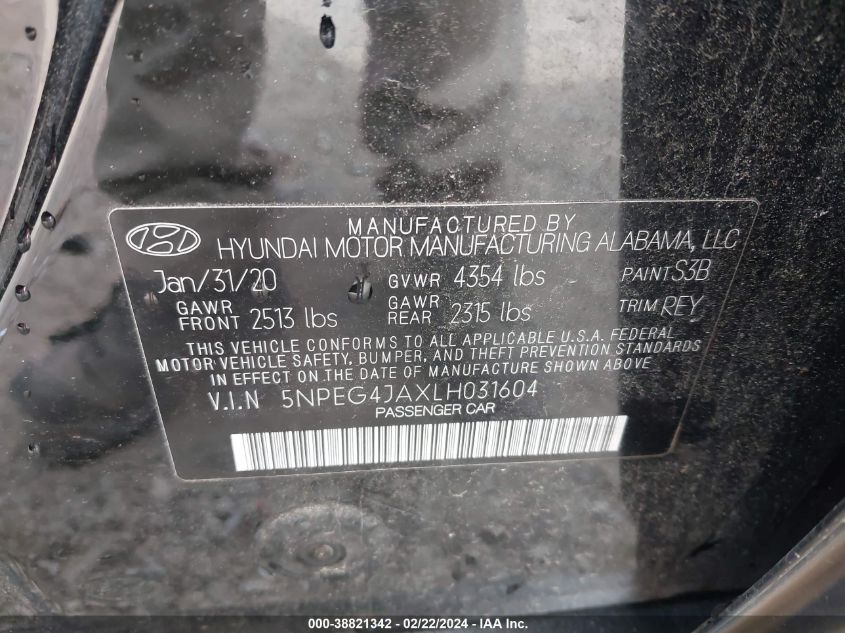 MANUFACTURED BY
HYUNDAI MOTOR MANUFACTURING ALABAMA, LLC
Jan/31/20 GVWR 4354 lbs PAINT S3B
GAWR FRONT 2513 lbs GAWR REAR 2315 lbs TRIM REY
THIS VEHICLE CONFORMS TO ALL APPLICABLE U.S.A. FEDERAL
MOTOR VEHICLE SAFETY, BUMPER, AND THEFT PREVENTION STANDARDS
IN EFFECT ON THE DATE OF MANUFACTURE SHOWN ABOVE.
V.I.N 5NPEG4JAXLH031604
PASSENGER CAR
000-38821342 - 02/22/2024 - IAAI.com